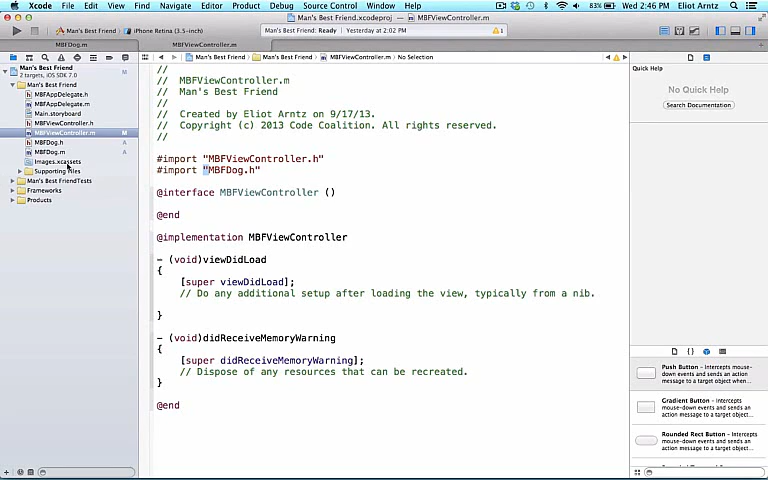 Xcode File Edit View Find Navigate Editor Product Debug Source Control Window Help 83% Wed 2:46 PM Eliot Arntz
Man's Best Friend.xcodeproj — MBFViewController.m
Man's Best Friend iPhone Retina (3.5-inch) Man's Best Friend: Ready Yesterday at 2:02 PM 1
MBFDog.m MBFViewController.m
Man's Best Friend Man's Best Friend MBFViewController.m No Selection
Man's Best Friend M
2 targets, iOS SDK 7.0
Man's Best Friend
MBFAppDelegate.h
MBFAppDelegate.m
Main.storyboard
MBFViewController.h
MBFViewController.m M
MBFDog.h A
MBFDog.m A
Images.xcassets
Supporting Files
Man's Best FriendTests
Frameworks
Products
//
// MBFViewController.m
// Man's Best Friend
//
// Created by Eliot Arntz on 9/17/13.
// Copyright (c) 2013 Code Coalition. All rights reserved.
//
#import "MBFViewController.h"
#import "MBFDog.h"
@interface MBFViewController ()
@end
@implementation MBFViewController
- (void)viewDidLoad
{
[super viewDidLoad];
// Do any additional setup after loading the view, typically from a nib.
}
- (void)didReceiveMemoryWarning
{
[super didReceiveMemoryWarning];
// Dispose of any resources that can be recreated.
}
@end
Quick Help
No Quick Help
Search Documentation
{ }
Push Button - Intercepts mouse-
down events and sends an action
message to a target object when...
Gradient Button - Intercepts
mouse-down events and sends an
action message to a target object...
Rounded Rect Button - Intercepts
mouse-down events and sends an
action message to a target object...